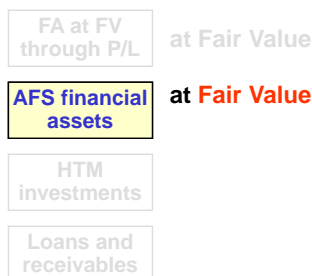 FA at FV
through P/L
at Fair Value
AFS financial
assets
at Fair Value
HTM
investments
Loans and
receivables